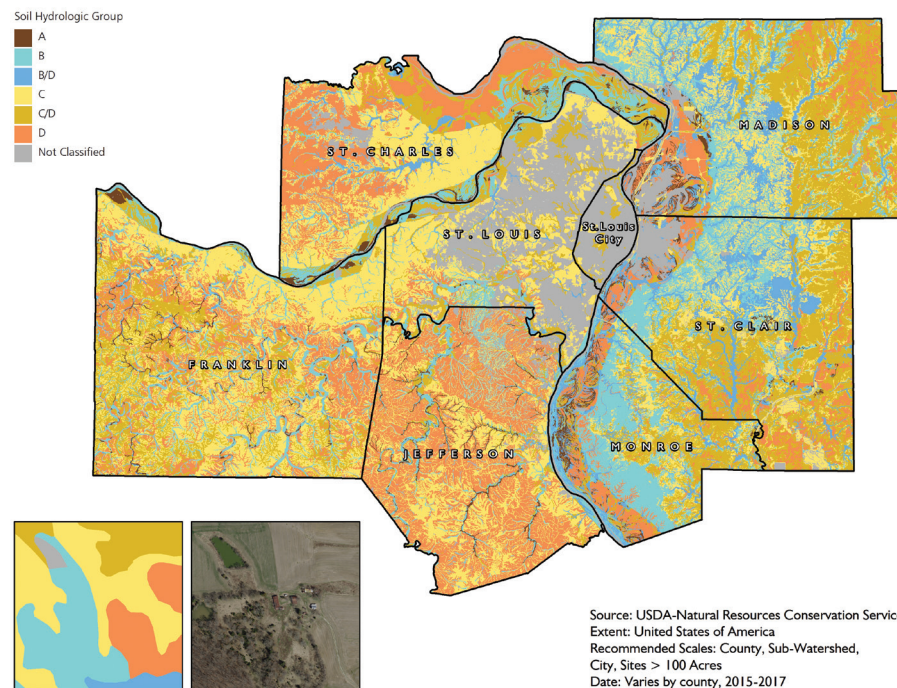 Soil Hydrologic Group
A
B
B/D
C
C/D
D
Not Classified
MADISON
ST. CHARLES
ST. LOUIS
St. Louis
City
ST. CLAIR
FRANKLIN
MONROE
JEFFERSON
Source: USDA-Natural Resources Conservation Service
Extent: United States of America
Recommended Scales: County, Sub-Watershed,
City, Sites > 100 Acres
Date: Varies by county, 2015-2017